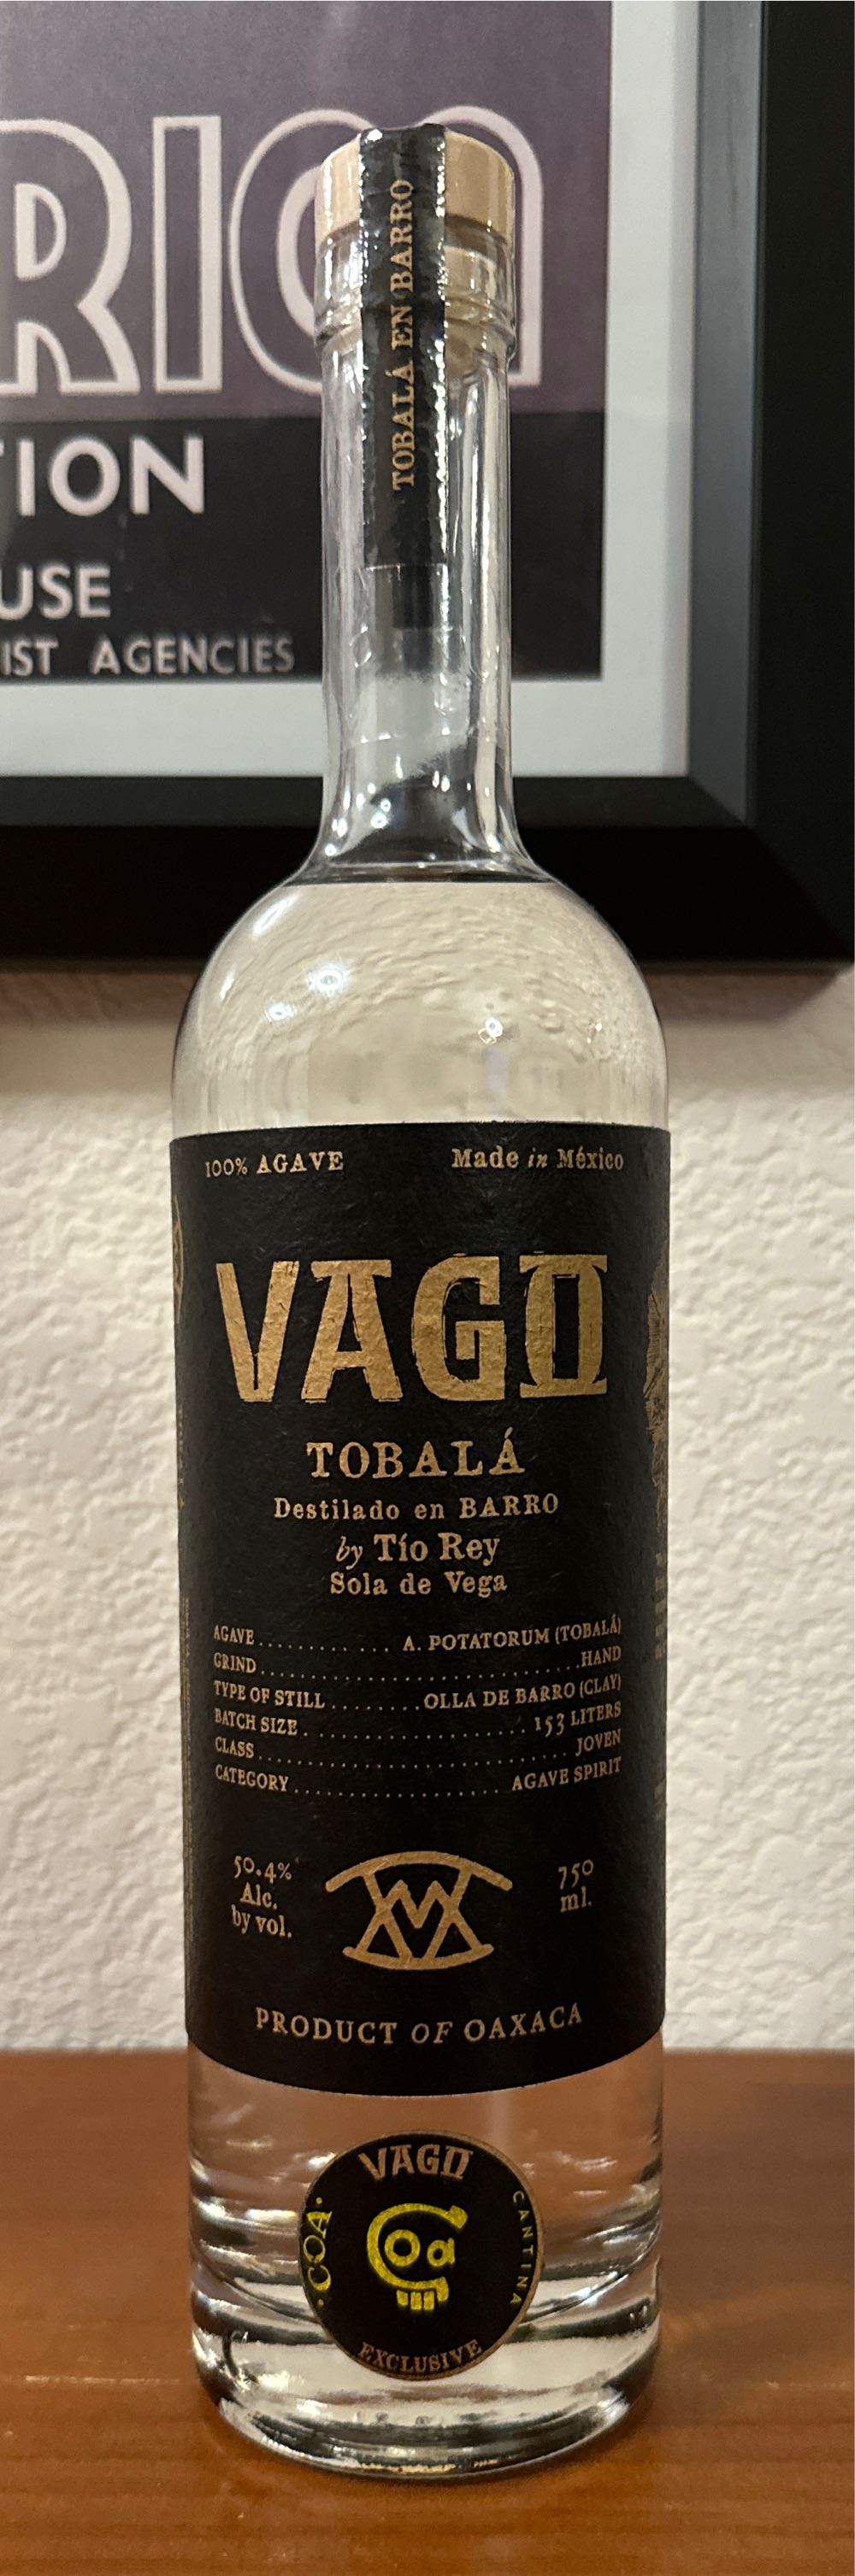 RICA
TION
USE
IST AGENCIES
TOBALÁ EN BARRO
100% AGAVE Made in México
VAGO
TOBALÁ
Destilado en BARRO
by Tío Rey
Sola de Vega
AGAVE.......... ... A. POTATORUM (TOBALÁ)
GRIND..................................HAND
TYPE OF STILL ........OLLA DE BARRO (CLAY)
BATCH SIZE ....................... 153 LITERS
CLASS ................................ JOVEN
CATEGORY ..................... AGAVE SPIRIT
50.4%
Alc.
by vol.
750
ml.
PRODUCT OF OAXACA
VAGO
·COA·
Coa
CANTINA
EXCLUSIVE